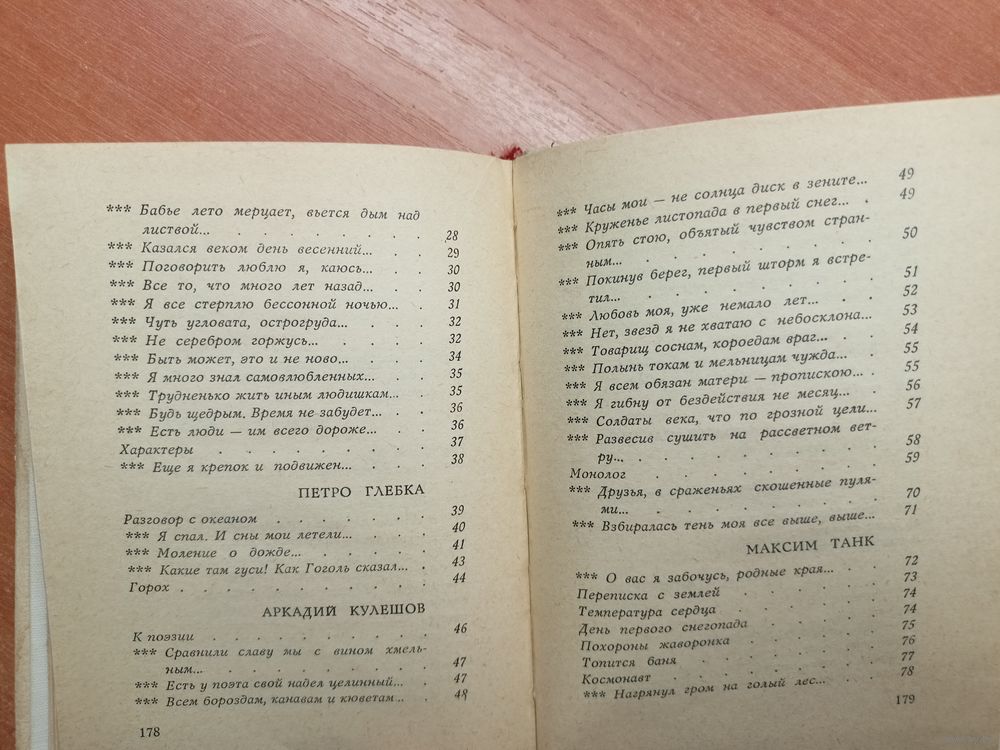 *** Бабье лето мерцает, вьется дым над
листвой... . . . . . . . 28
*** Казался веком день весенний... . . 29
*** Поговорить люблю я, каюсь... . . 30
*** Все то, что много лет назад... . . 30
*** Я все стерплю бессонной ночью... . 31
*** Чуть угловата, острогруда... . . . 32
*** Не серебром горжусь... . . . . 32
*** Быть может, это и не ново... . . 34
*** Я много знал самовлюбленных... . . 35
*** Трудненько жить иным людишкам... . 35
*** Будь щедрым. Время не забудет... . . 36
*** Есть люди — им всего дороже... . . 36
Характеры . . . . . . . . 37
*** Еще я крепок и подвижен... . . . 38
ПЕТРО ГЛЕБКА
Разговор с океаном . . . . . . . 39
*** Я спал. И сны мои летели... . . . 40
*** Моление о дожде... . . . . . 41
*** Какие там гуси! Как Гоголь сказал... . 43
Горох . . . . . . . . . . 44
АРКАДИЙ КУЛЕШОВ
К поэзии . . . . . . . . . 46
*** Сравнили славу мы с вином хмель-
ным... . . . . . . . . 47
*** Есть у поэта свой надел целинный... . 47
*** Всем бороздам, канавам и кюветам... . 48
178
*** Часы мои — не солнца диск в зените... 49
*** Круженье листопада в первый снег... . 49
*** Опять стою, объятый чувством стран-
ным... . . . . . . . . 50
*** Покинув берег, первый шторм я встре-
тил... . . . . . . . . 51
*** Любовь моя, уже немало лет... . . 52
*** Нет, звезд я не хватаю с небосклона... 53
*** Товарищ соснам, короедам враг... . . 54
*** Полынь токам и мельницам чужда... . 55
*** Я всем обязан матери — пропискою... . 55
*** Я гибну от бездействия не месяц... . 56
*** Солдаты века, что по грозной цели... 57
*** Развесив сушить на рассветном вет-
ру... . . . . . . . . 58
Монолог . . . . . . . . . 59
*** Друзья, в сраженьях скошенные пуля-
ми... . . . . . . . . 70
*** Взбиралась тень моя все выше, выше... 71
МАКСИМ ТАНК
*** О вас я забочусь, родные края... . . 72
Переписка с землей . . . . . . 73
Температура сердца . . . . . . 74
День первого снегопада . . . . . 74
Похороны жаворонка . . . . . . 75
Топится баня . . . . . . . . 76
Космонавт . . . . . . . . . 77
*** Нагрянул гром на голый лес... . . . 78
179